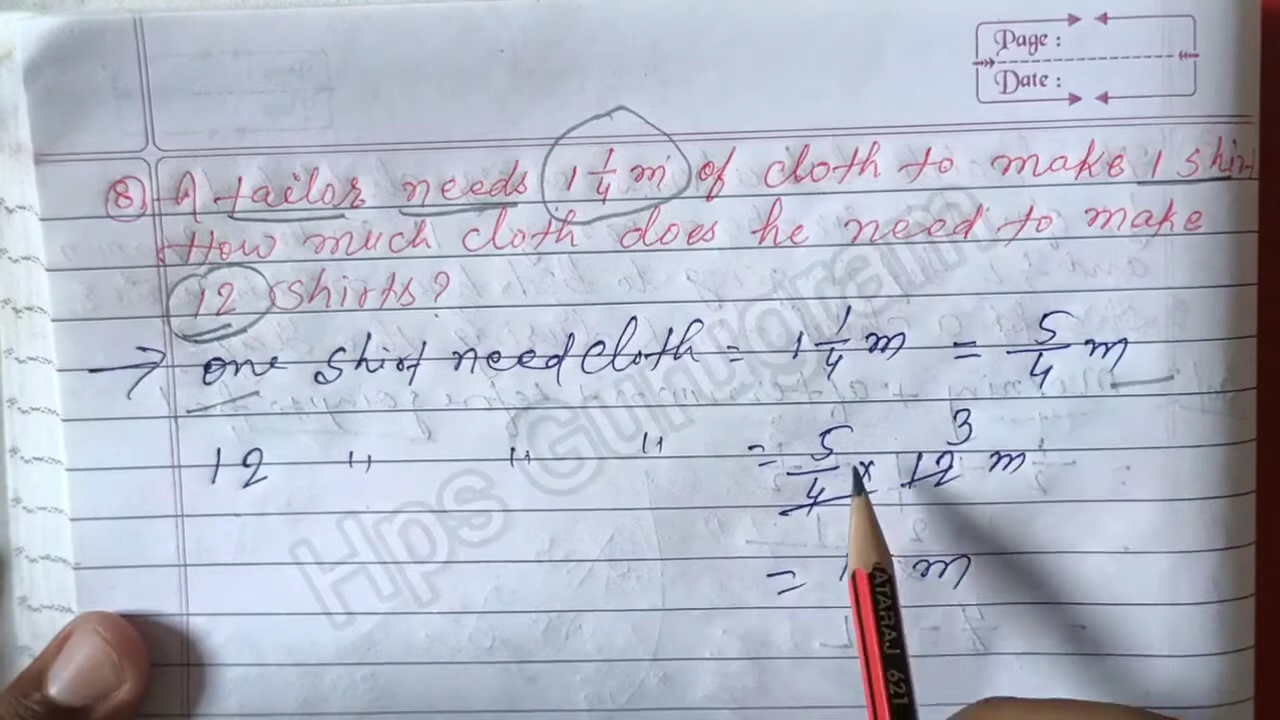 Page :
Date :
8) A tailor needs 1 1/4 m of cloth to make 1 shirt
How much cloth does he need to make
12 shirts?
→ one shirt need cloth = 1 1/4 m = 5/4 m
12 " " " = 5/4 x 12 3 m
= m
Hps Gurugram
NATARAJ 621